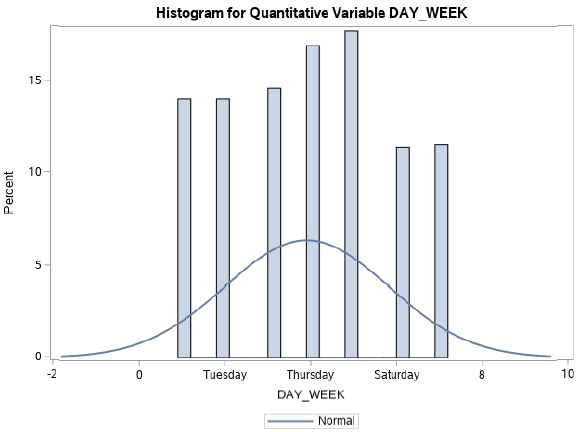 Histogram for Quantitative Variable DAY_WEEK
Percent
15
10
5
0
-2 0 Tuesday Thursday Saturday 8 10
DAY_WEEK
Normal